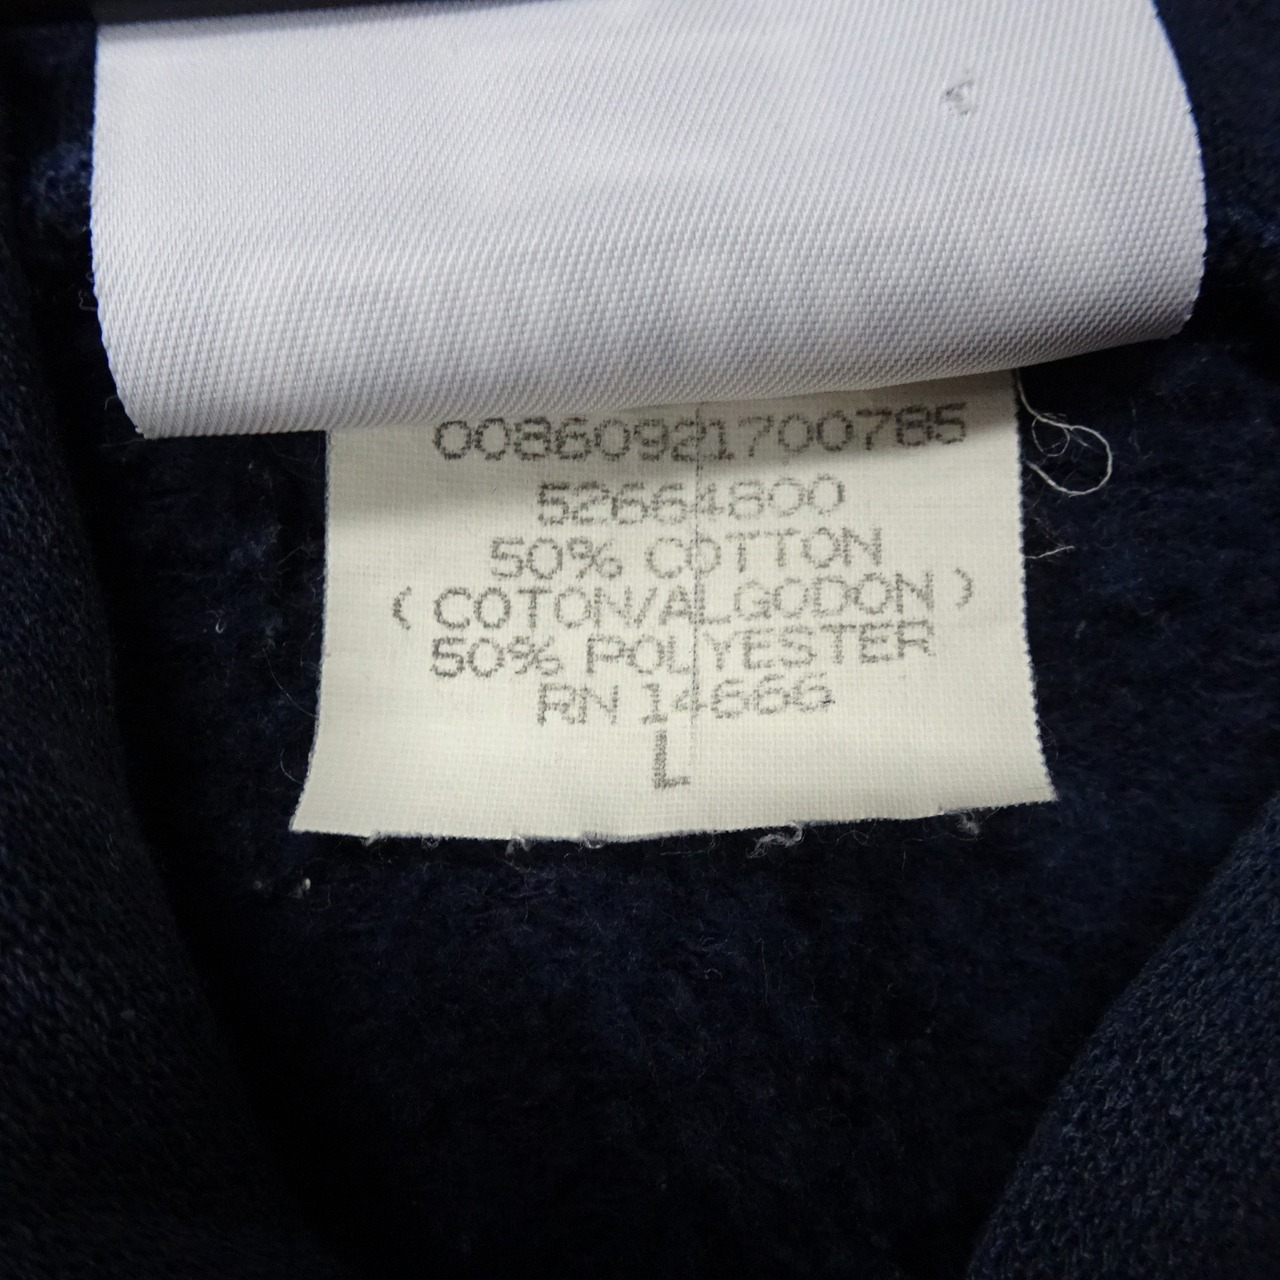 00860921700785
52664800
50% COTTON
( COTON/ALGODON )
50% POLYESTER
RN 14666
L